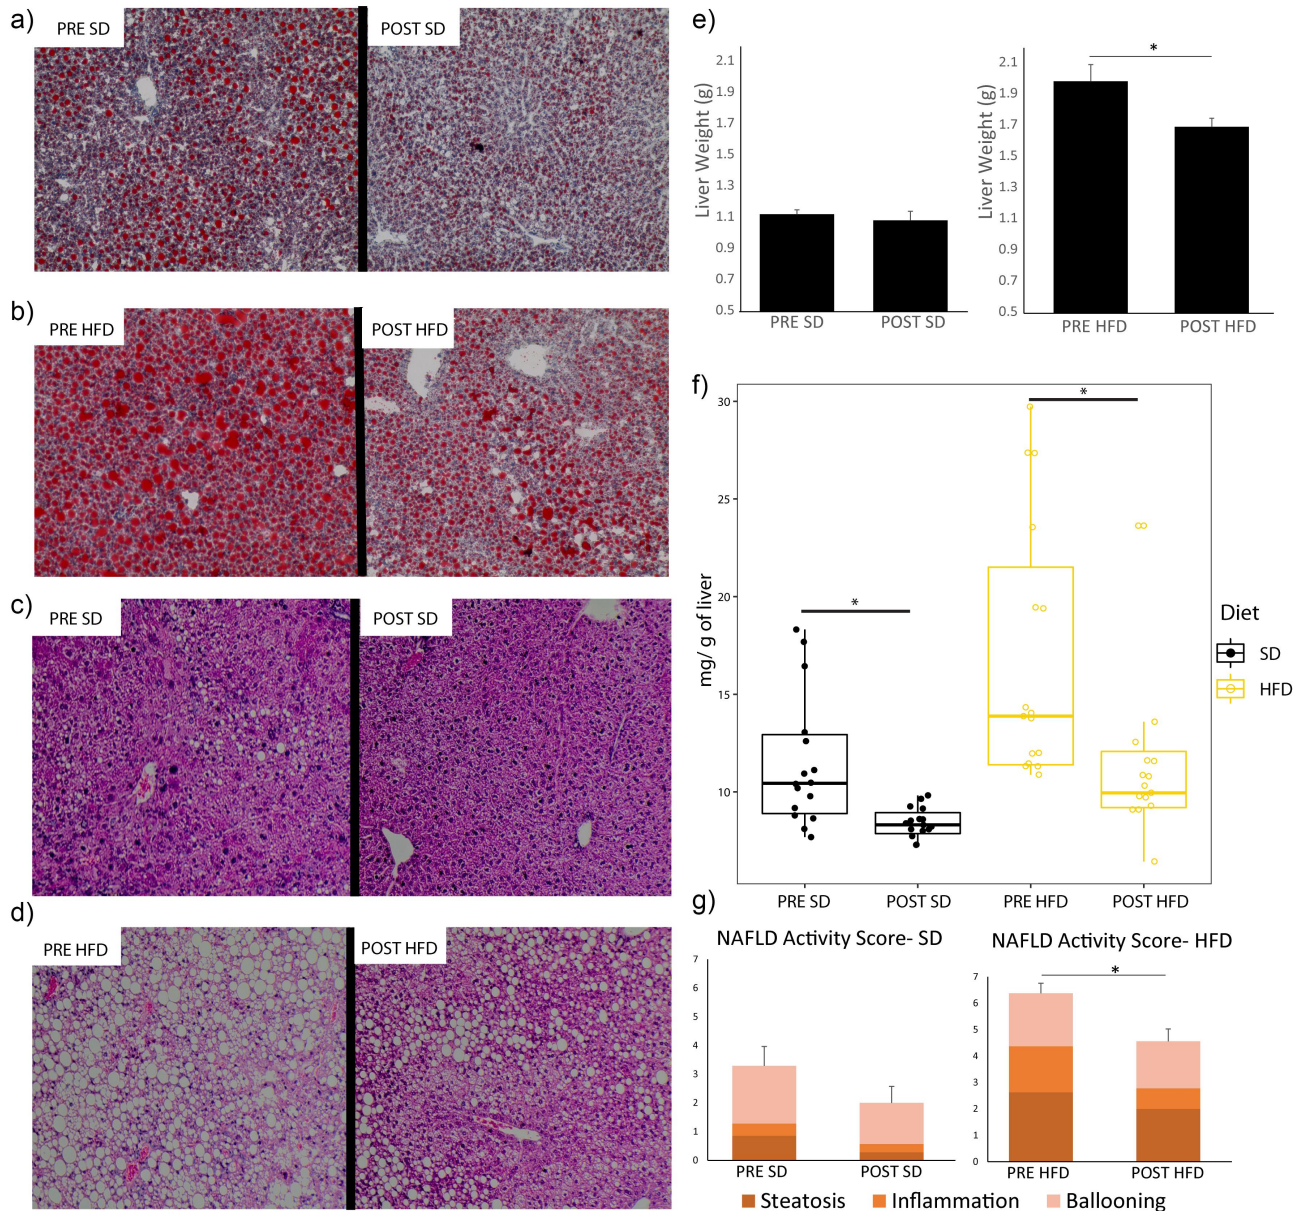 a)
PRE SD
POST SD
b)
PRE HFD
POST HFD
c)
PRE SD
POST SD
d)
PRE HFD
POST HFD
e)
Liver Weight (g)
2.1
1.9
1.7
1.5
1.3
1.1
0.9
0.7
0.5
PRE SD
POST SD
Liver Weight (g)
2.1
1.9
1.7
1.5
1.3
1.1
0.9
0.7
0.5
*
PRE HFD
POST HFD
f)
mg/ g of liver
30
25
20
15
10
*
*
PRE SD
POST SD
PRE HFD
POST HFD
Diet
SD
HFD
g)
NAFLD Activity Score- SD
7
6
5
4
3
2
1
0
PRE SD
POST SD
NAFLD Activity Score- HFD
7
6
5
4
3
2
1
0
*
PRE HFD
POST HFD
Steatosis
Inflammation
Ballooning